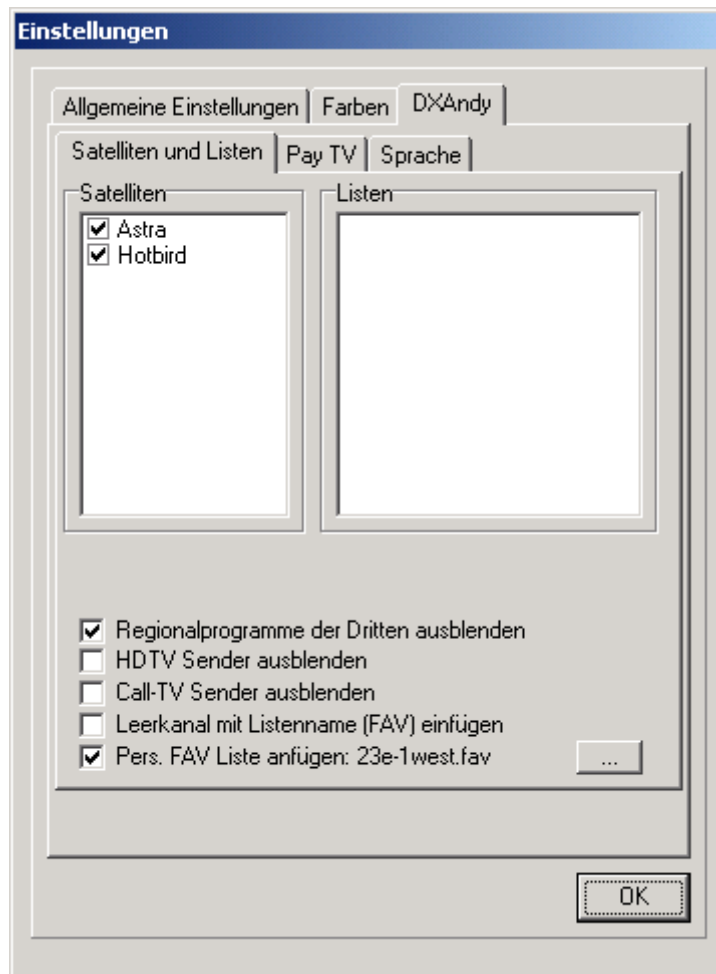 Einstellungen
Allgemeine Einstellungen Farben DXAndy
Satelliten und Listen Pay TV Sprache
Satelliten Listen
Astra
Hotbird
Regionalprogramme der Dritten ausblenden
HDTV Sender ausblenden
Call-TV Sender ausblenden
Leerkanal mit Listenname (FAV) einfügen
Pers. FAV Liste anfügen: 23e-1west.fav ...
OK